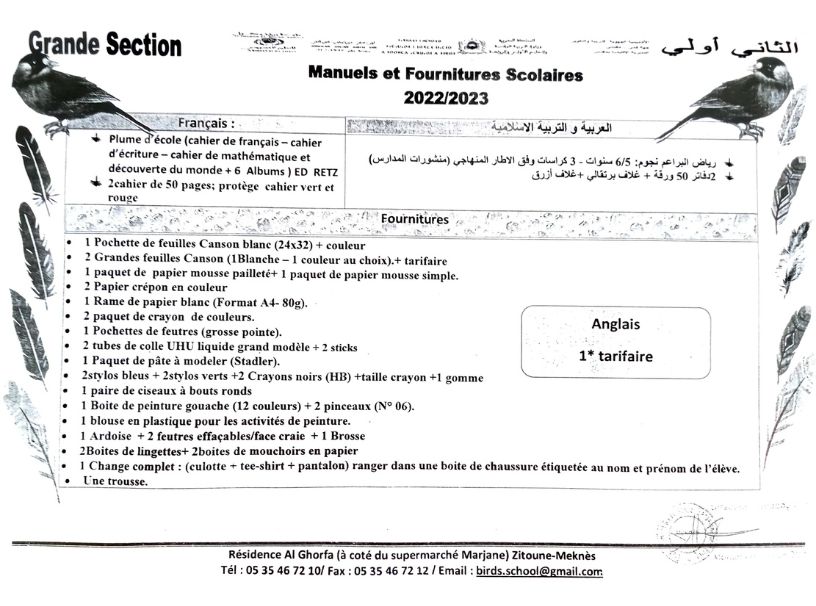 Grande Section
الثاني أولي
Manuels et Fournitures Scolaires
2022/2023
Français :
Plume d'école (cahier de français – cahier
d'écriture – cahier de mathématique et
découverte du monde + 6 Albums ) ED RETZ
2cahier de 50 pages; protège cahier vert et
rouge
العربية و التربية الاسلامية
رياض البراعم نجوم: 6/5 سنوات - 3 كراسات وفق الاطار المنهاجي (منشورات المدارس)
2دفاتر 50 ورقة + غلاف برتقالي +غلاف أزرق
Fournitures
1 Pochette de feuilles Canson blanc (24x32) + couleur
2 Grandes feuilles Canson (1Blanche – 1 couleur au choix).+ tarifaire
1 paquet de papier mousse pailleté+ 1 paquet de papier mousse simple.
2 Papier crépon en couleur
1 Rame de papier blanc (Format A4- 80g).
2 paquet de crayon de couleurs.
1 Pochettes de feutres (grosse pointe).
2 tubes de colle UHU liquide grand modèle + 2 sticks
1 Paquet de pâte à modeler (Stadler).
2stylos bleus + 2stylos verts +2 Crayons noirs (HB) +taille crayon +1 gomme
1 paire de ciseaux à bouts ronds
1 Boite de peinture gouache (12 couleurs) + 2 pinceaux (N° 06).
1 blouse en plastique pour les activités de peinture.
1 Ardoise + 2 feutres effaçables/face craie + 1 Brosse
2Boites de lingettes+ 2boites de mouchoirs en papier
1 Change complet : (culotte + tee-shirt + pantalon) ranger dans une boite de chaussure étiquetée au nom et prénom de l'élève.
Une trousse.
Anglais
1* tarifaire
Résidence Al Ghorfa (à coté du supermarché Marjane) Zitoune-Meknès
Tél : 05 35 46 72 10/ Fax : 05 35 46 72 12 / Email : birds.school@gmail.com